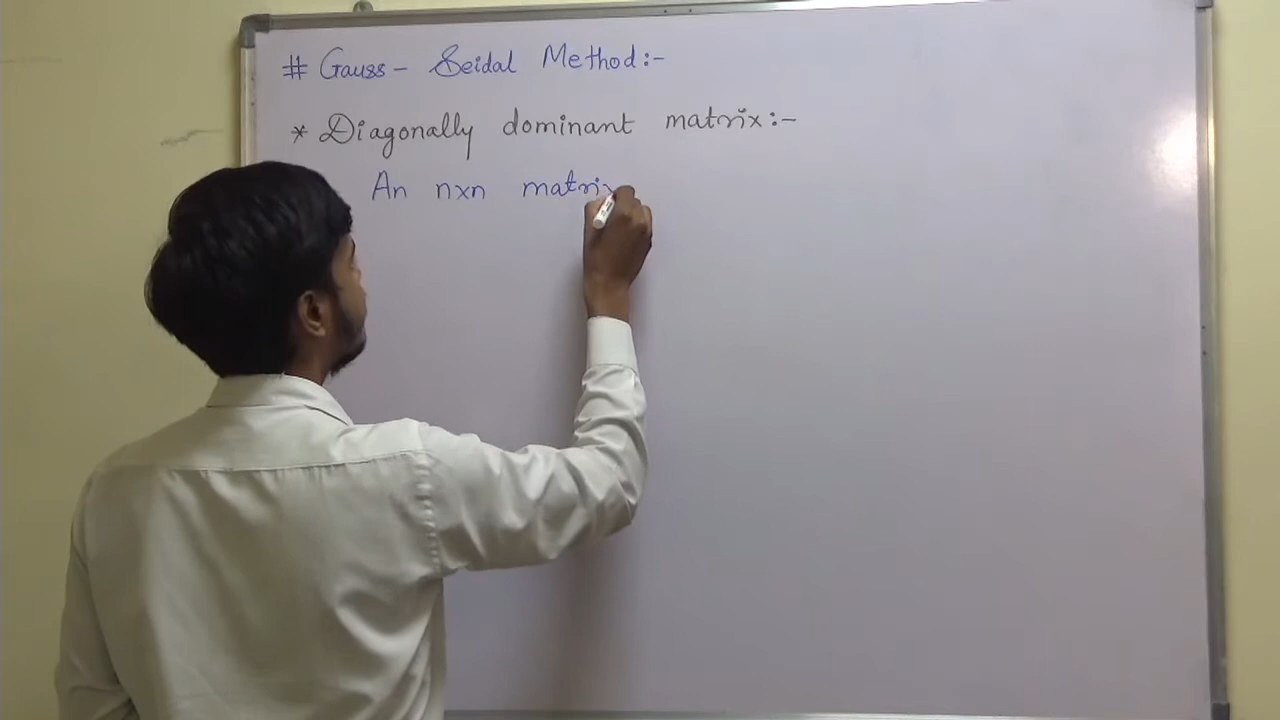 # Gauss - Seidal Method:-
* Diagonally dominant matrix:-
An nxn matrix